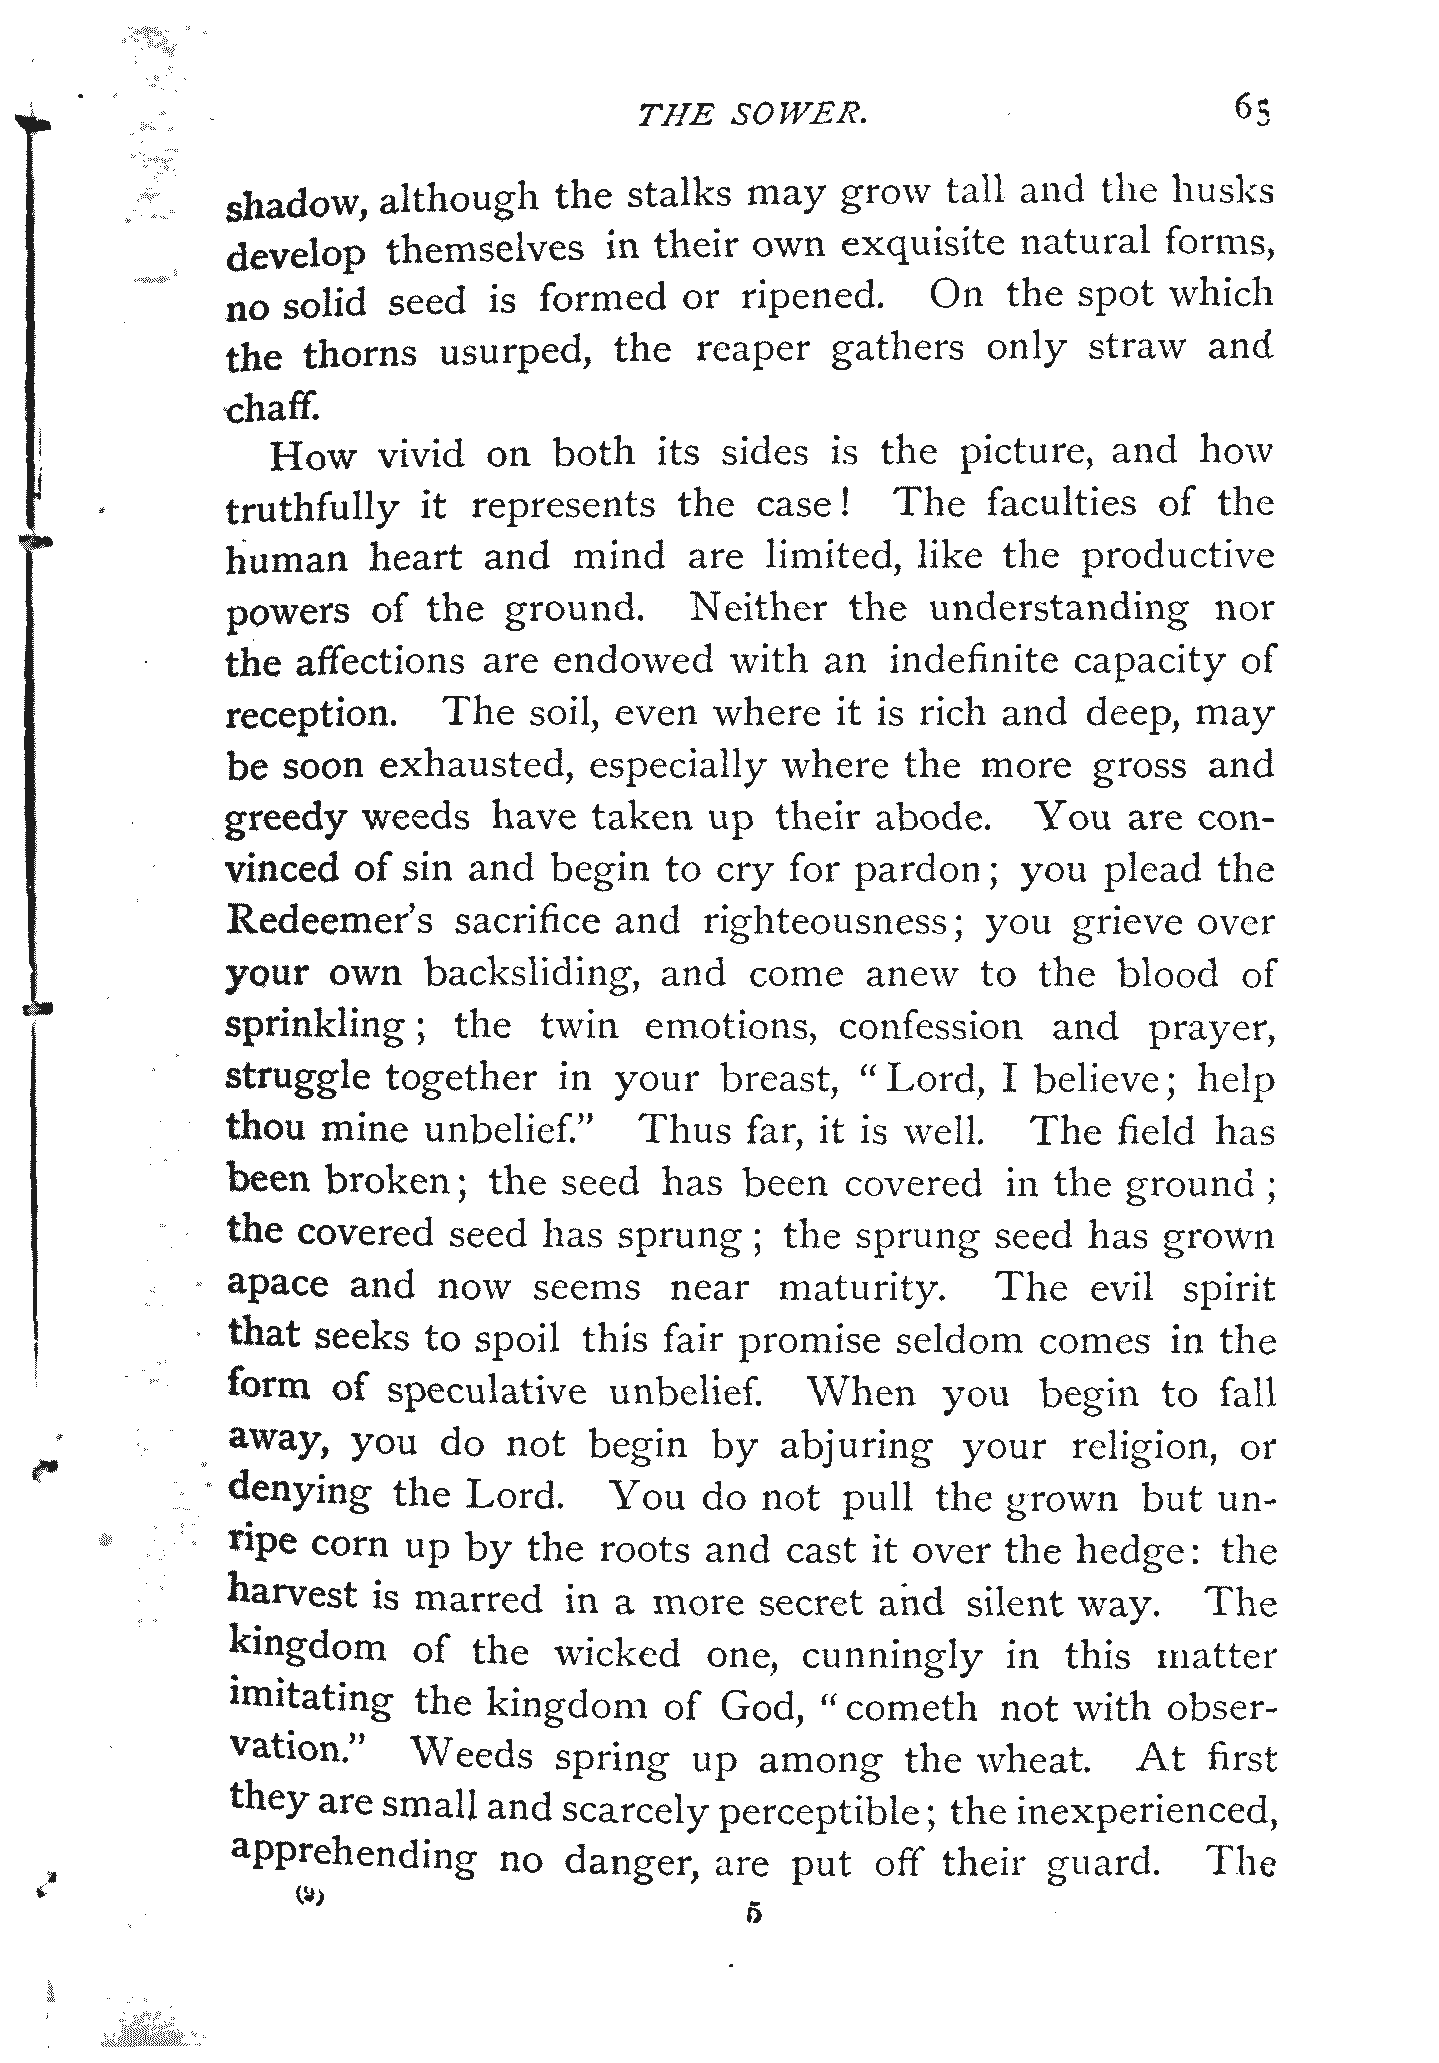 THE SOWER. 65
shadow, although the stalks may grow tall and the husks
develop themselves in their own exquisite natural forms,
no solid seed is formed or ripened. On the spot which
the thorns usurped, the reaper gathers only straw and
chaff.
How vivid on both its sides is the picture, and how
truthfully it represents the case! The faculties of the
human heart and mind are limited, like the productive
powers of the ground. Neither the understanding nor
the affections are endowed with an indefinite capacity of
reception. The soil, even where it is rich and deep, may
be soon exhausted, especially where the more gross and
greedy weeds have taken up their abode. You are con-
vinced of sin and begin to cry for pardon; you plead the
Redeemer's sacrifice and righteousness; you grieve over
your own backsliding, and come anew to the blood of
sprinkling; the twin emotions, confession and prayer,
struggle together in your breast, "Lord, I believe; help
thou mine unbelief." Thus far, it is well. The field has
been broken; the seed has been covered in the ground;
the covered seed has sprung; the sprung seed has grown
apace and now seems near maturity. The evil spirit
that seeks to spoil this fair promise seldom comes in the
form of speculative unbelief. When you begin to fall
away, you do not begin by abjuring your religion, or
denying the Lord. You do not pull the grown but un-
ripe corn up by the roots and cast it over the hedge: the
harvest is marred in a more secret and silent way. The
kingdom of the wicked one, cunningly in this matter
imitating the kingdom of God, "cometh not with obser-
vation." Weeds spring up among the wheat. At first
they are small and scarcely perceptible; the inexperienced,
apprehending no danger, are put off their guard. The
(9) 5